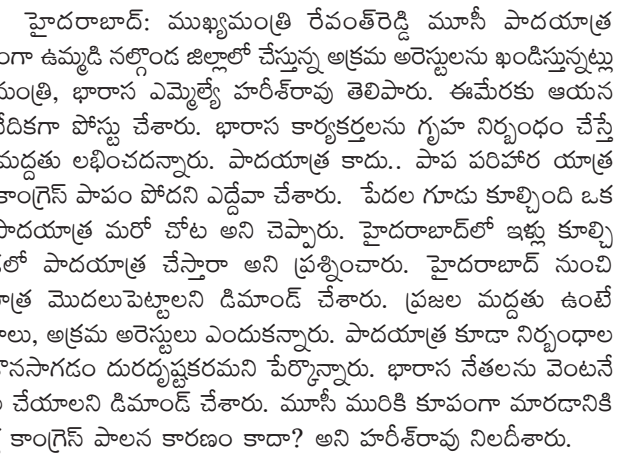 హైదరాబాద్: ముఖ్యమంత్రి రేవంత్‌రెడ్డి మూసీ పాదయాత్ర
ఉమ్మడి నల్గొండ జిల్లాలో చేస్తున్న అక్రమ అరెస్టులను ఖండిస్తున్నట్లు
భారాస ఎమ్మెల్యే హరీశ్‌రావు తెలిపారు. ఈమేరకు ఆయన
పోస్టు చేశారు. భారాస కార్యకర్తలను గృహ నిర్బంధం చేస్తే
మద్దతు లభించదన్నారు. పాదయాత్ర కాదు.. పాప పరిహార యాత్ర
కాంగ్రెస్ పాపం పోదని ఎద్దేవా చేశారు. పేదల గూడు కూల్చింది ఒక
పాదయాత్ర మరో చోట అని చెప్పారు. హైదరాబాద్‌లో ఇళ్లు కూల్చి
పాదయాత్ర చేస్తారా అని ప్రశ్నించారు. హైదరాబాద్ నుంచి
మొదలుపెట్టాలని డిమాండ్ చేశారు. ప్రజల మద్దతు ఉంటే
అక్రమ అరెస్టులు ఎందుకన్నారు. పాదయాత్ర కూడా నిర్బంధాల
దురదృష్టకరమని పేర్కొన్నారు. భారాస నేతలను వెంటనే
చేయాలని డిమాండ్ చేశారు. మూసీ మురికి కూపంగా మారడానికి
కాంగ్రెస్ పాలన కారణం కాదా? అని హరీశ్‌రావు నిలదీశారు.